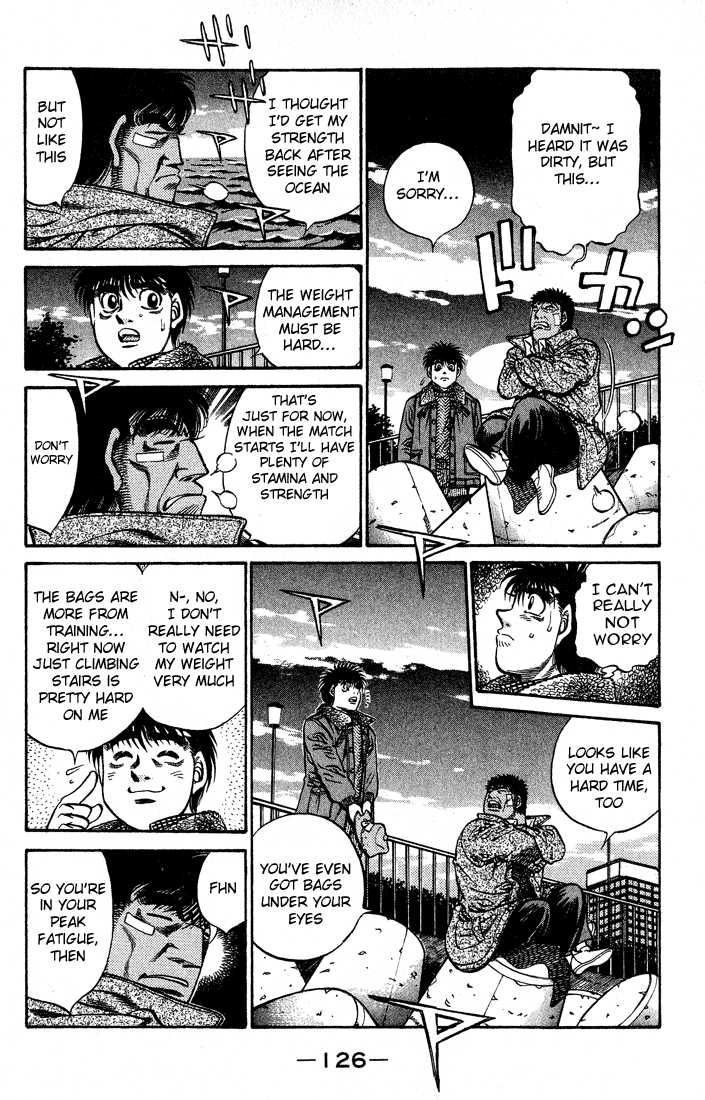 DAMNIT~ I
HEARD IT WAS
DIRTY, BUT
THIS...
I'M
SORRY...
ドカッ
I THOUGHT
I'D GET MY
STRENGTH
BACK AFTER
SEEING THE
OCEAN
BUT
NOT
LIKE
THIS
THE WEIGHT
MANAGEMENT
MUST BE
HARD...
THAT'S
JUST FOR NOW,
WHEN THE MATCH
STARTS I'LL HAVE
PLENTY OF
STAMINA AND
STRENGTH
DON'T
WORRY
I CAN'T
REALLY
NOT
WORRY
LOOKS LIKE
YOU HAVE A
HARD TIME,
TOO
YOU'VE EVEN
GOT BAGS
UNDER YOUR
EYES
N-, NO,
I DON'T
REALLY NEED
TO WATCH
MY WEIGHT
VERY MUCH
THE BAGS ARE
MORE FROM
TRAINING...
RIGHT NOW
JUST CLIMBING
STAIRS IS
PRETTY HARD
ON ME
FHN
SO YOU'RE
IN YOUR
PEAK
FATIGUE,
THEN
—126—